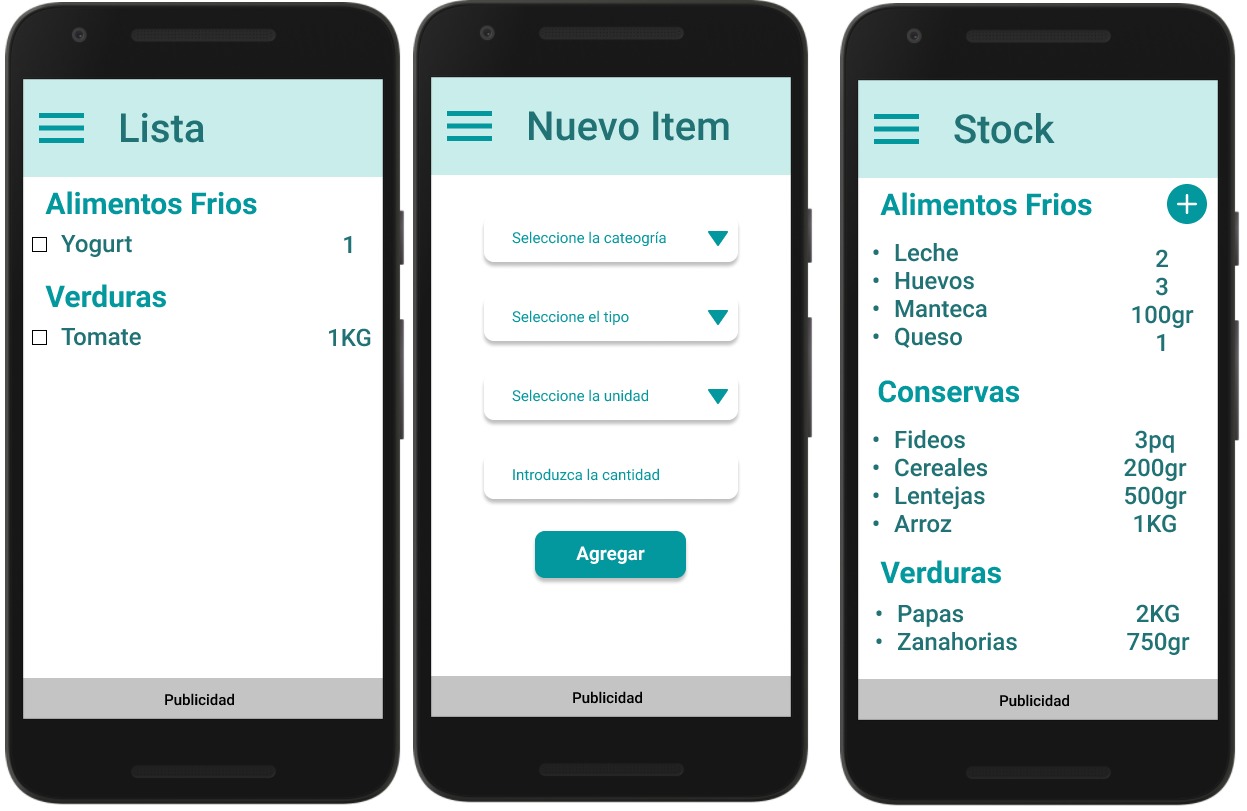 Lista
Alimentos Frios
Yogurt 1
Verduras
Tomate 1KG
Publicidad
Nuevo Item
Seleccione la cateogría
Seleccione el tipo
Seleccione la unidad
Introduzca la cantidad
Agregar
Publicidad
Stock
Alimentos Frios +
• Leche 2
• Huevos 3
• Manteca 100gr
• Queso 1
Conservas
• Fideos 3pq
• Cereales 200gr
• Lentejas 500gr
• Arroz 1KG
Verduras
• Papas 2KG
• Zanahorias 750gr
Publicidad